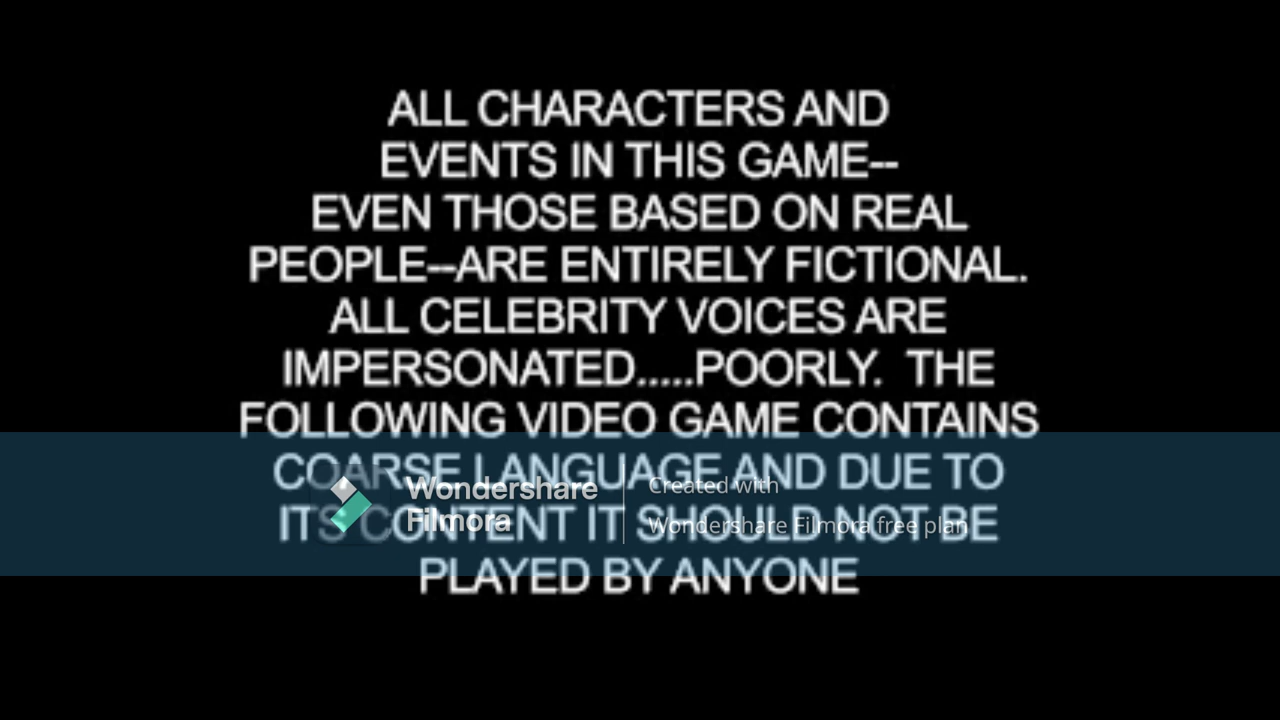 ALL CHARACTERS AND
EVENTS IN THIS GAME--
EVEN THOSE BASED ON REAL
PEOPLE--ARE ENTIRELY FICTIONAL.
ALL CELEBRITY VOICES ARE
IMPERSONATED.....POORLY. THE
FOLLOWING VIDEO GAME CONTAINS
COARSE LANGUAGE AND DUE TO
ITS CONTENT IT SHOULD NOT BE
PLAYED BY ANYONE
Wondershare
Filmora
Created with
Wondershare Filmora free plan